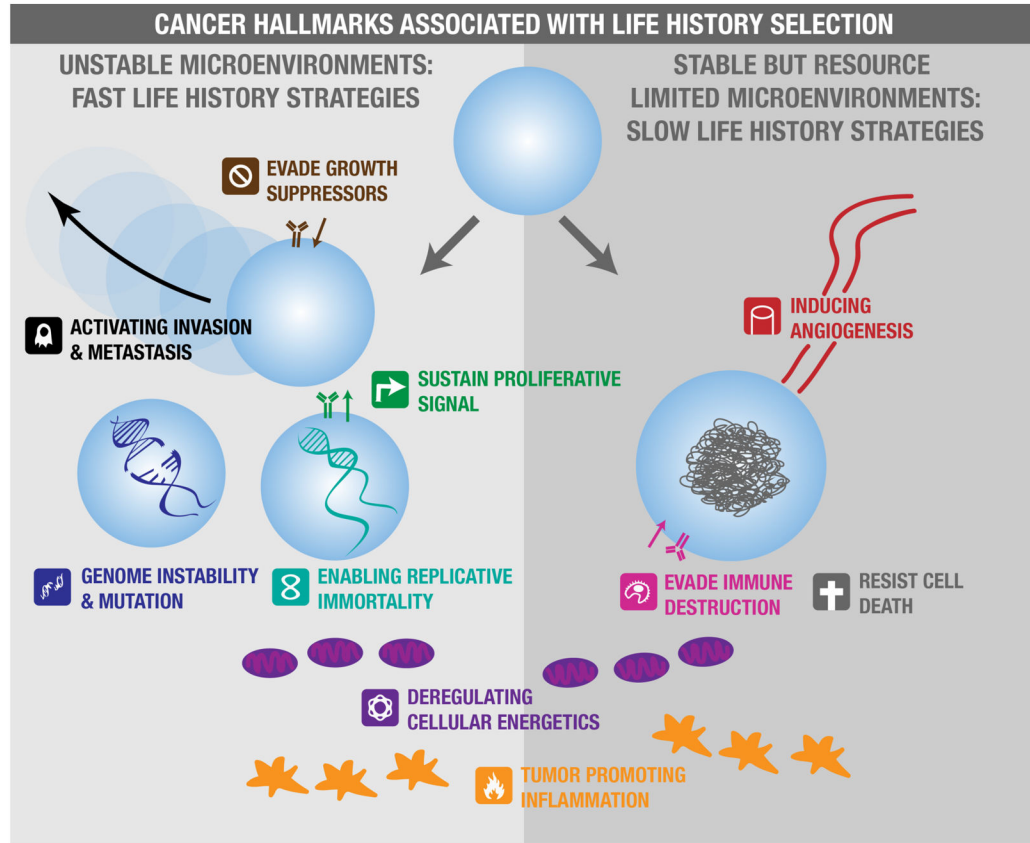 CANCER HALLMARKS ASSOCIATED WITH LIFE HISTORY SELECTION
UNSTABLE MICROENVIRONMENTS:
FAST LIFE HISTORY STRATEGIES
STABLE BUT RESOURCE
LIMITED MICROENVIRONMENTS:
SLOW LIFE HISTORY STRATEGIES
EVADE GROWTH
SUPPRESSORS
ACTIVATING INVASION
& METASTASIS
SUSTAIN PROLIFERATIVE
SIGNAL
INDUCING
ANGIOGENESIS
GENOME INSTABILITY
& MUTATION
ENABLING REPLICATIVE
IMMORTALITY
EVADE IMMUNE
DESTRUCTION
RESIST CELL
DEATH
DEREGULATING
CELLULAR ENERGETICS
TUMOR PROMOTING
INFLAMMATION